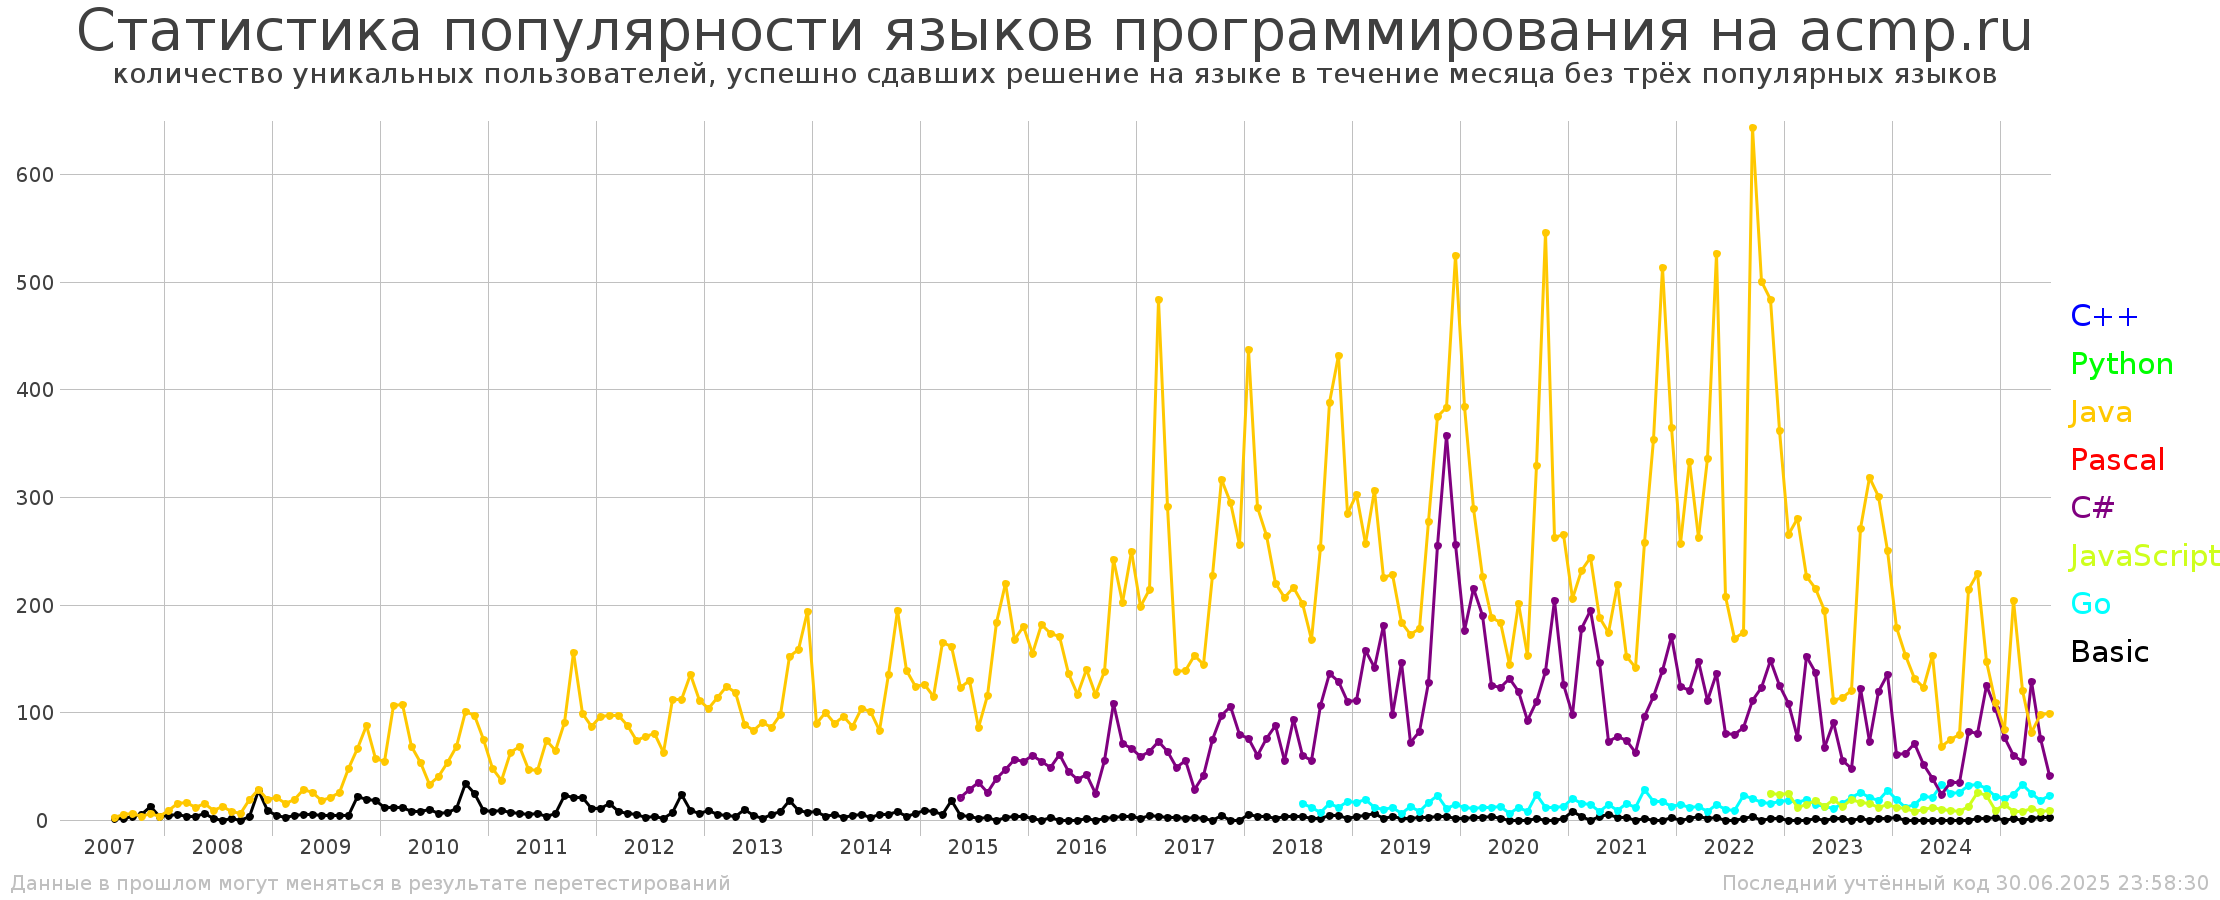 Статистика популярности языков программирования на acmp.ru
количество уникальных пользователей, успешно сдавших решение на языке в течение месяца без трёх популярных языков
600
500
400
300
200
100
0
C++
Python
Java
Pascal
C#
JavaScript
Go
Basic
2007 2008 2009 2010 2011 2012 2013 2014 2015 2016 2017 2018 2019 2020 2021 2022 2023 2024
Данные в прошлом могут меняться в результате перетестирований
Последний учтённый код 30.06.2025 23:58:30